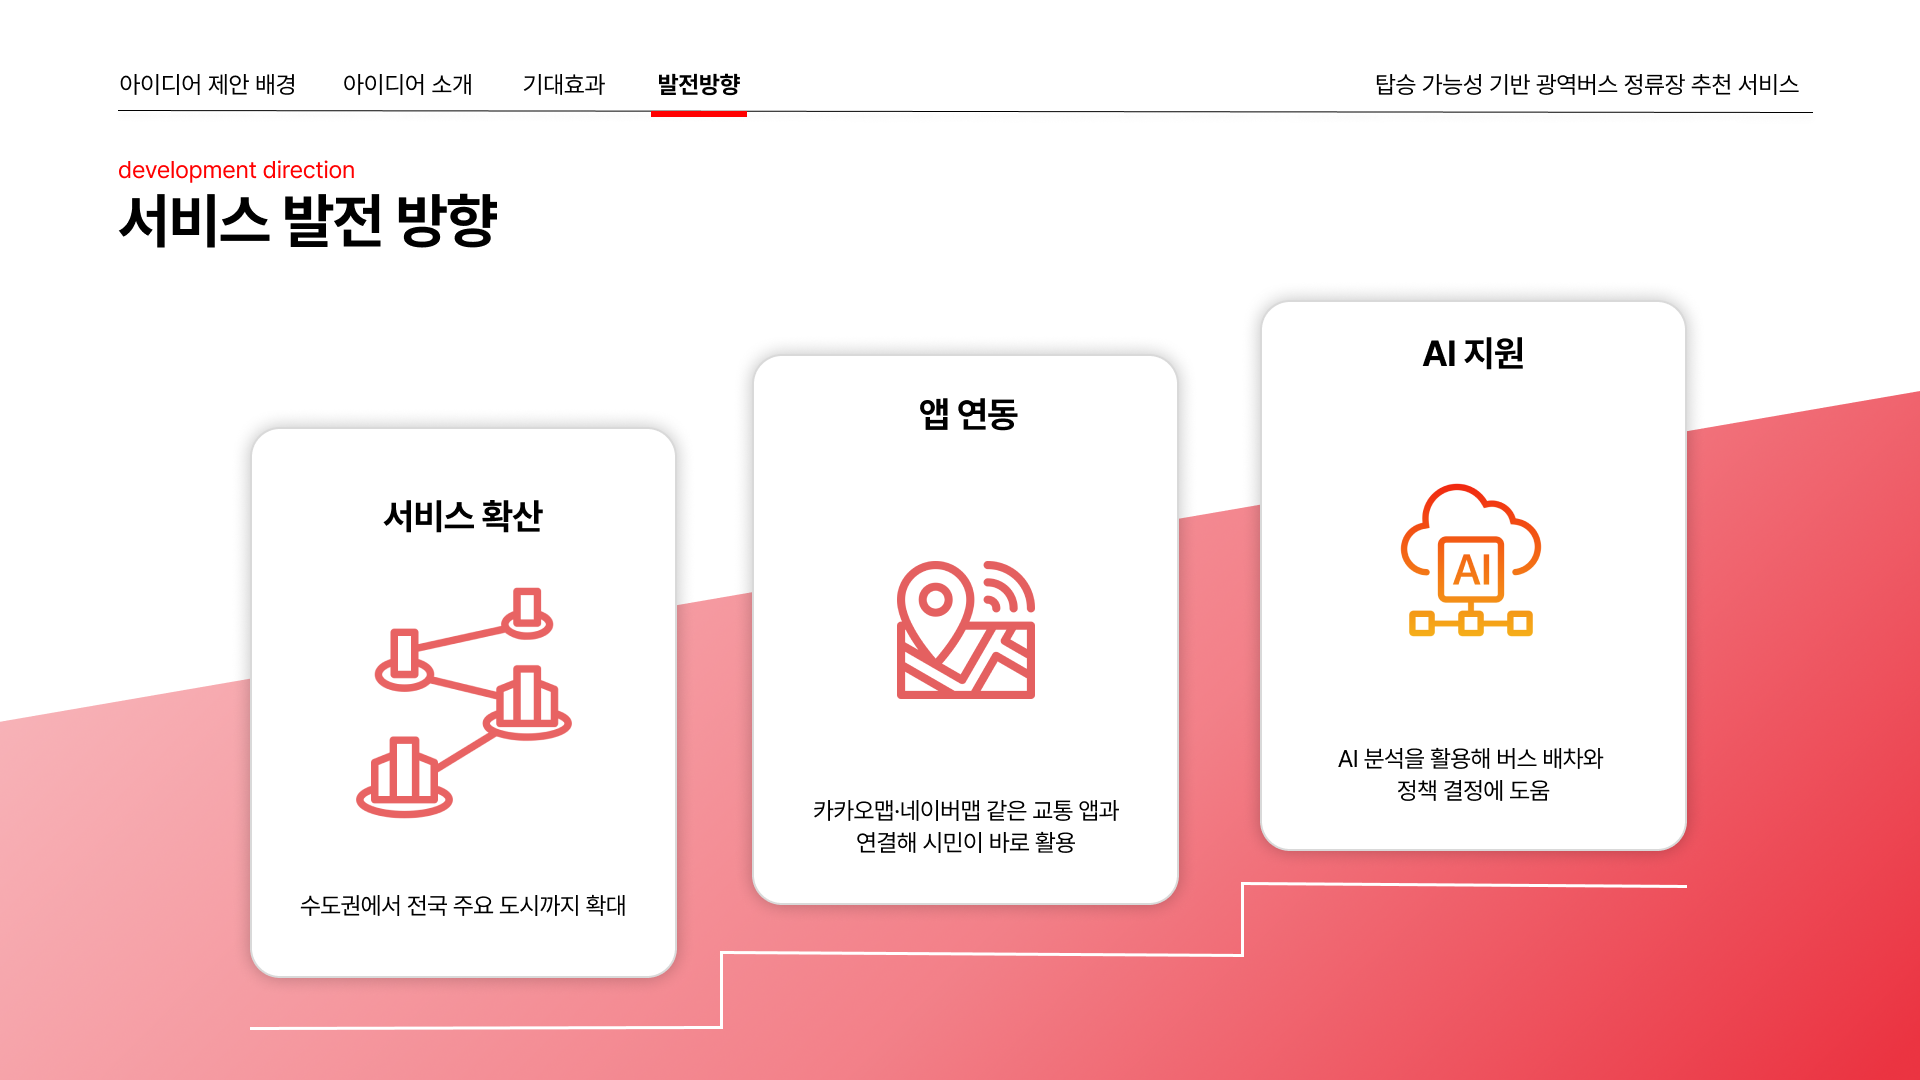 아이디어 제안 배경 아이디어 소개 기대효과 발전방향 탑승 가능성 기반 광역버스 정류장 추천 서비스
development direction
서비스 발전 방향
서비스 확산
수도권에서 전국 주요 도시까지 확대
앱 연동
카카오맵·네이버맵 같은 교통 앱과
연결해 시민이 바로 활용
AI 지원
AI
AI 분석을 활용해 버스 배차와
정책 결정에 도움